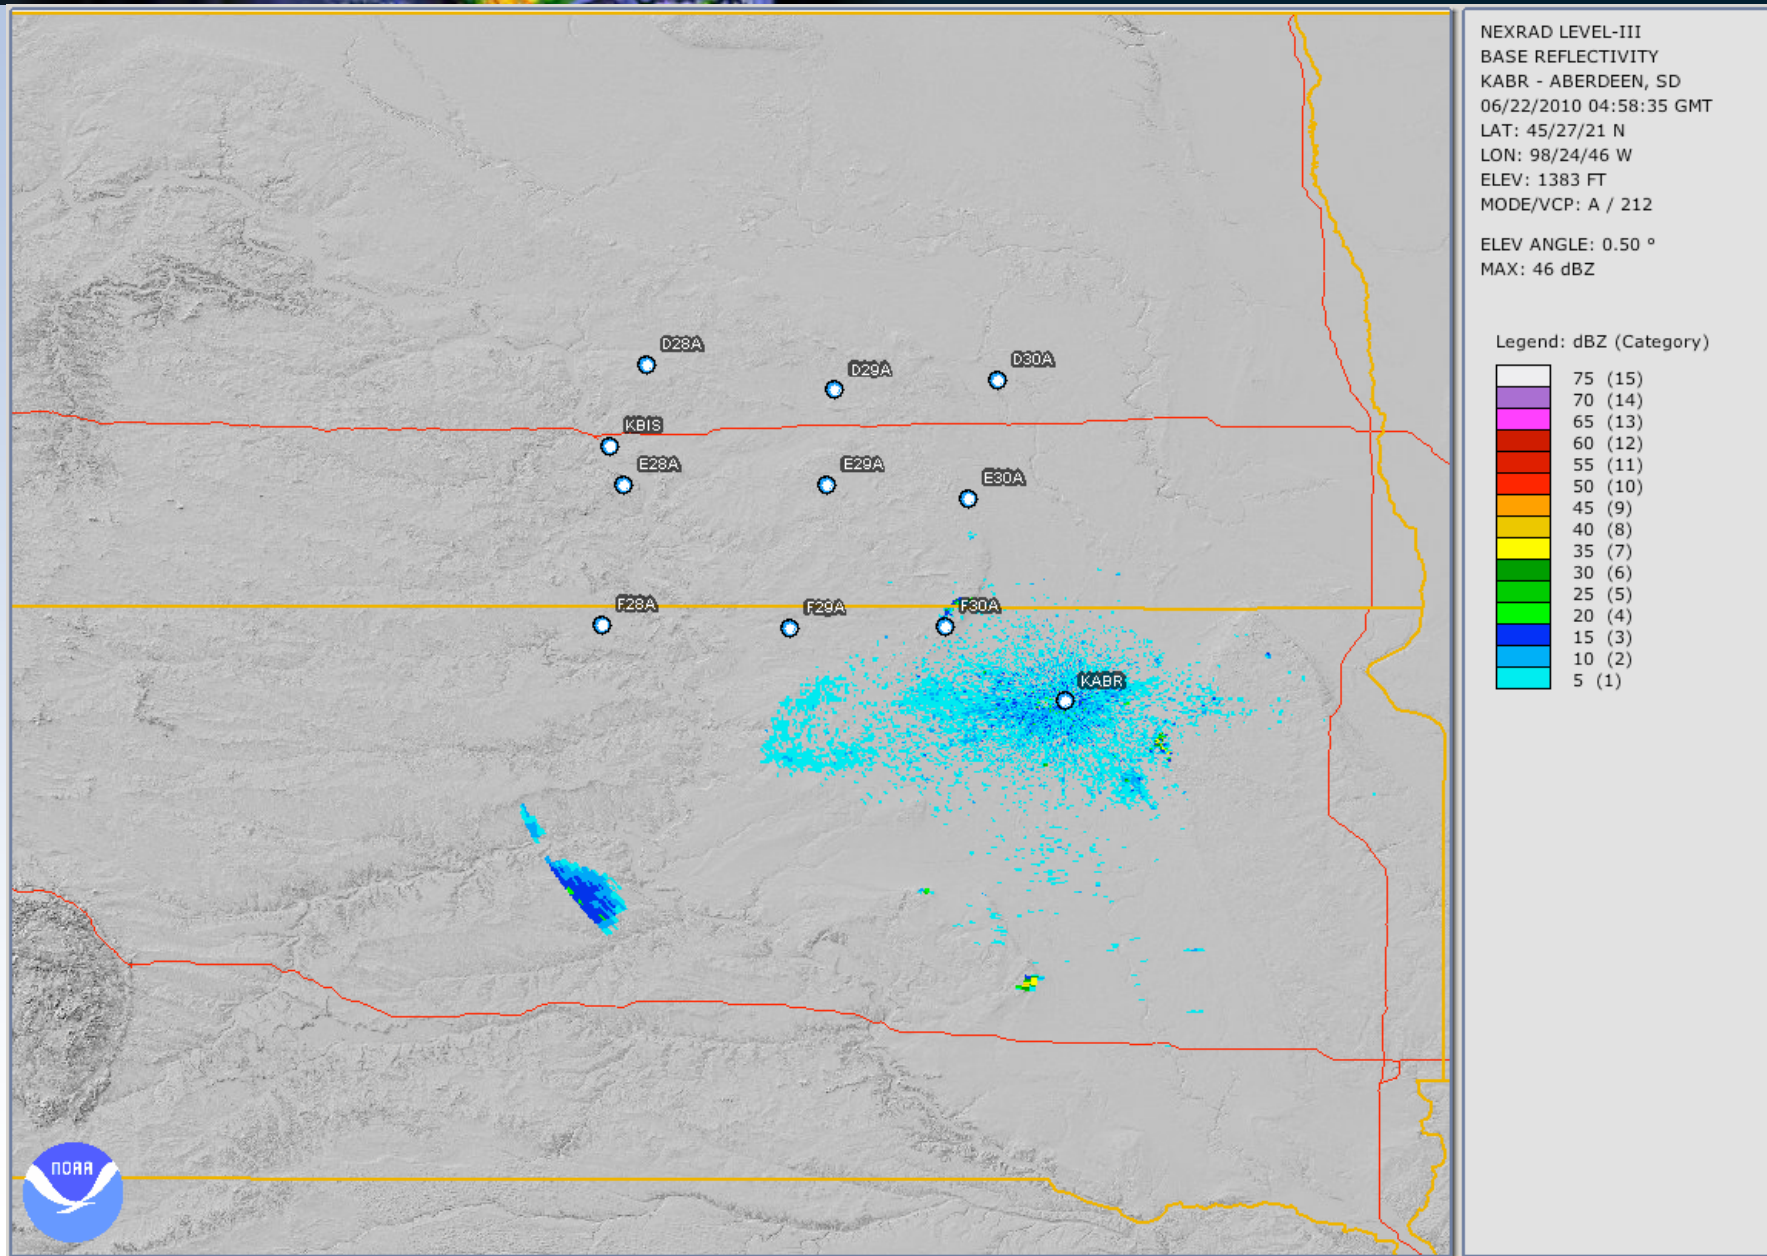 NEXRAD LEVEL-III
BASE REFLECTIVITY
KABR - ABERDEEN, SD
06/22/2010 04:58:35 GMT
LAT: 45/27/21 N
LON: 98/24/46 W
ELEV: 1383 FT
MODE/VCP: A / 212
ELEV ANGLE: 0.50 °
MAX: 46 dBZ
Legend: dBZ (Category)
75 (15)
70 (14)
65 (13)
60 (12)
55 (11)
50 (10)
45 (9)
40 (8)
35 (7)
30 (6)
25 (5)
20 (4)
15 (3)
10 (2)
5 (1)
D28A
D29A
D30A
KBIS
E28A
E29A
E30A
F28A
F29A
F30A
KABR
NOAA